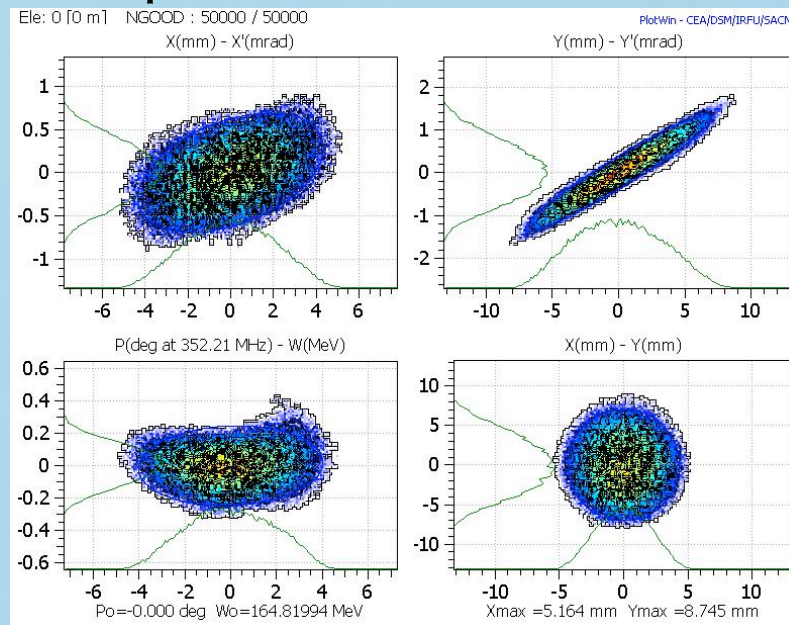 Ele: 0 [0 m] NGOOD : 50000 / 50000
PlotWin - CEA/DSM/IRFU/SACM
X(mm) - X'(mrad)
Y(mm) - Y'(mrad)
1
0.5
0
-0.5
-1
-6 -4 -2 0 2 4 6
2
1
0
-1
-2
-10 -5 0 5 10
P(deg at 352.21 MHz) - W(MeV)
X(mm) - Y(mm)
0.6
0.4
0.2
0
-0.2
-0.4
-0.6
-6 -4 -2 0 2 4 6
Po=-0.000 deg Wo=164.81994 MeV
10
5
0
-5
-10
-10 -5 0 5 10
Xmax =5.164 mm Ymax =8.745 mm